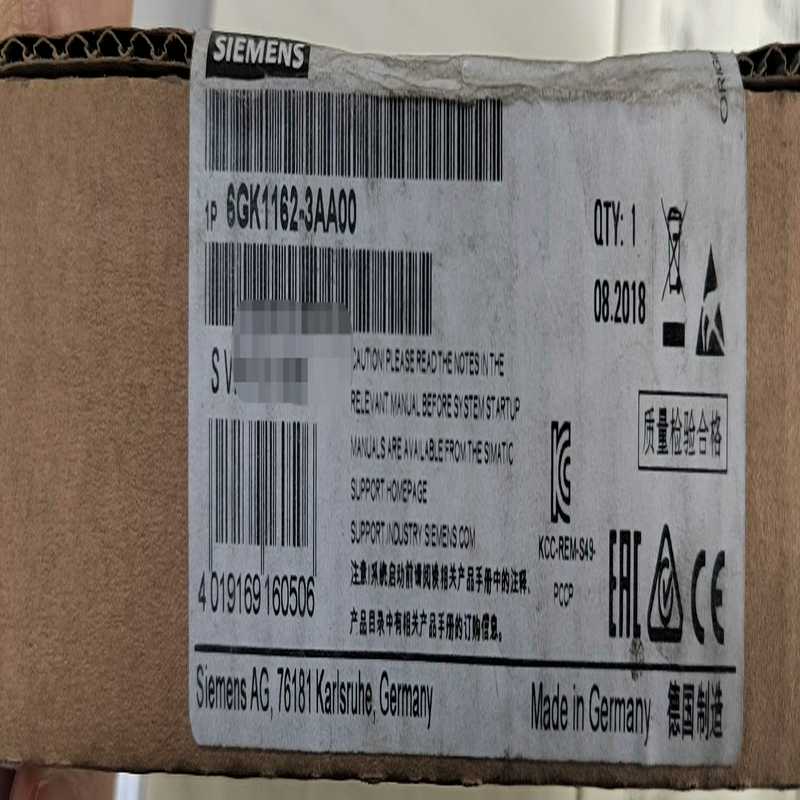 SIEMENS
1P 6GK1162-3AA00
QTY: 1
08.2018
S V
CAUTION! PLEASE READ THE NOTES IN THE
RELEVANT MANUAL BEFORE SYSTEM STARTUP
MANUALS ARE AVAILABLE FROM THE SIMATIC
SUPPORT HOMEPAGE
SUPPORT.INDUSTRY.SIEMENS.COM
注意!系统启动前请阅读相关产品手册中的注释,
产品目录中有相关产品手册的订购信息。
4 019169 160506
质量检验合格
KCC-REM-S49-
PCCP
EAC
CE
Siemens AG, 76181 Karlsruhe, Germany
Made in Germany 德国制造